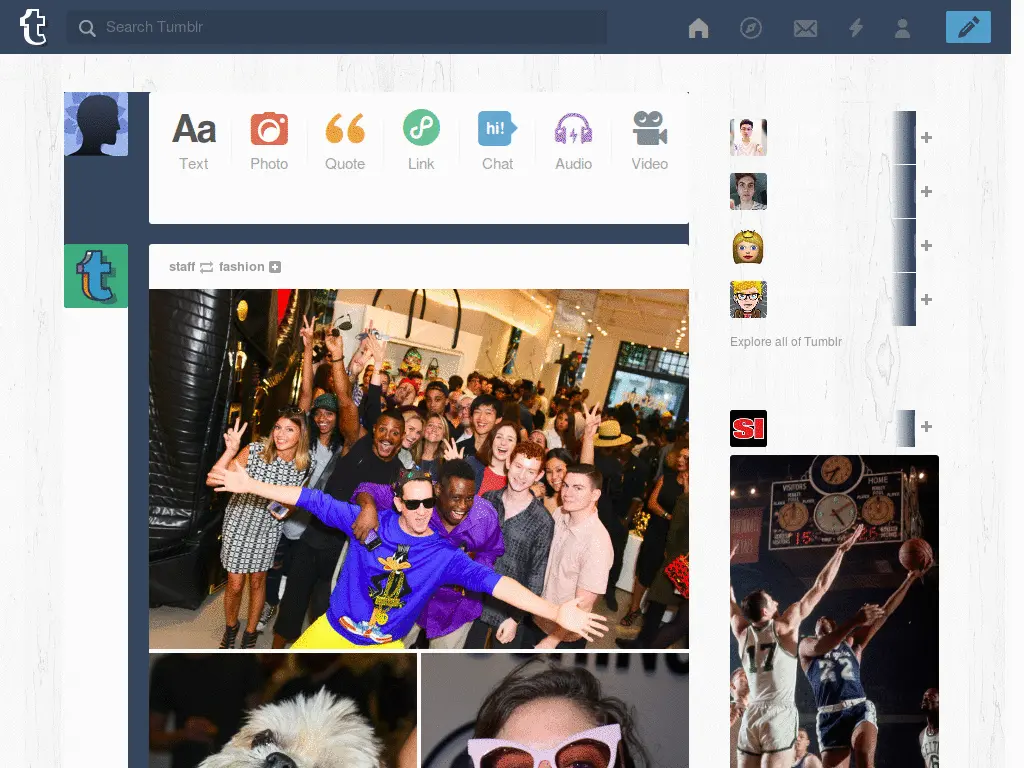 t
Search Tumblr
Aa
hi!
Text
Photo
Quote
Link
Chat
Audio
Video
t
staff fashion
Explore all of Tumblr
SI
VISITORS
HOME
17